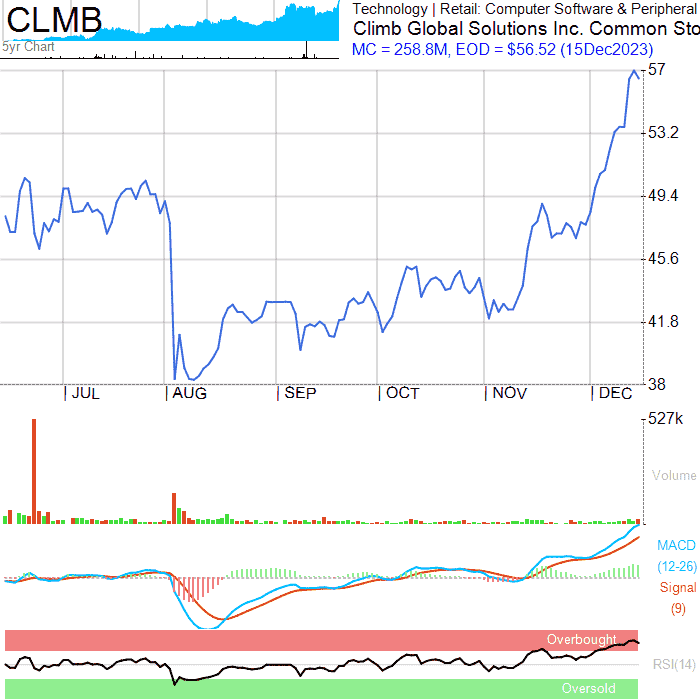 CLMB
5yr Chart
Technology | Retail: Computer Software & Peripheral
Climb Global Solutions Inc. Common Sto
MC = 258.8M, EOD = $56.52 (15Dec2023)
57
53.2
49.4
45.6
41.8
38
| JUL | AUG | SEP | OCT | NOV | DEC
527k
Volume
MACD
(12-26)
Signal
(9)
Overbought
RSI(14)
Oversold